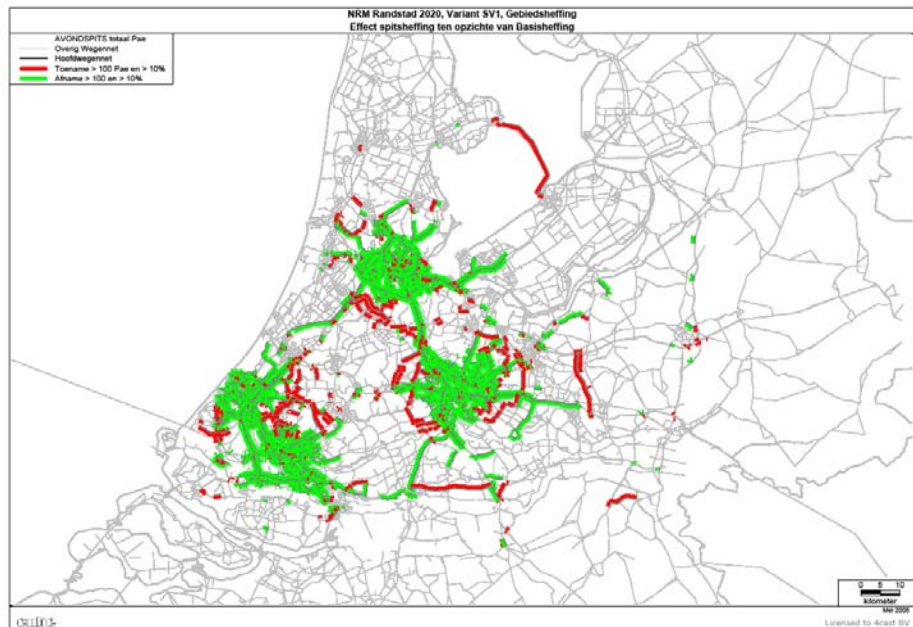 NRM Randstad 2020, Variant SV1, Gebiedsheffing
Effect spitsheffing ten opzichte van Basisheffing
AVONDSPITS totaal Pae
Overig Wegennet
Hoofdwegennet
Toename > 100 Pae en > 10%
Afname > 100 en > 10%
0 5 10
kilometer
Mei 2008
Licensed to 4cast BV